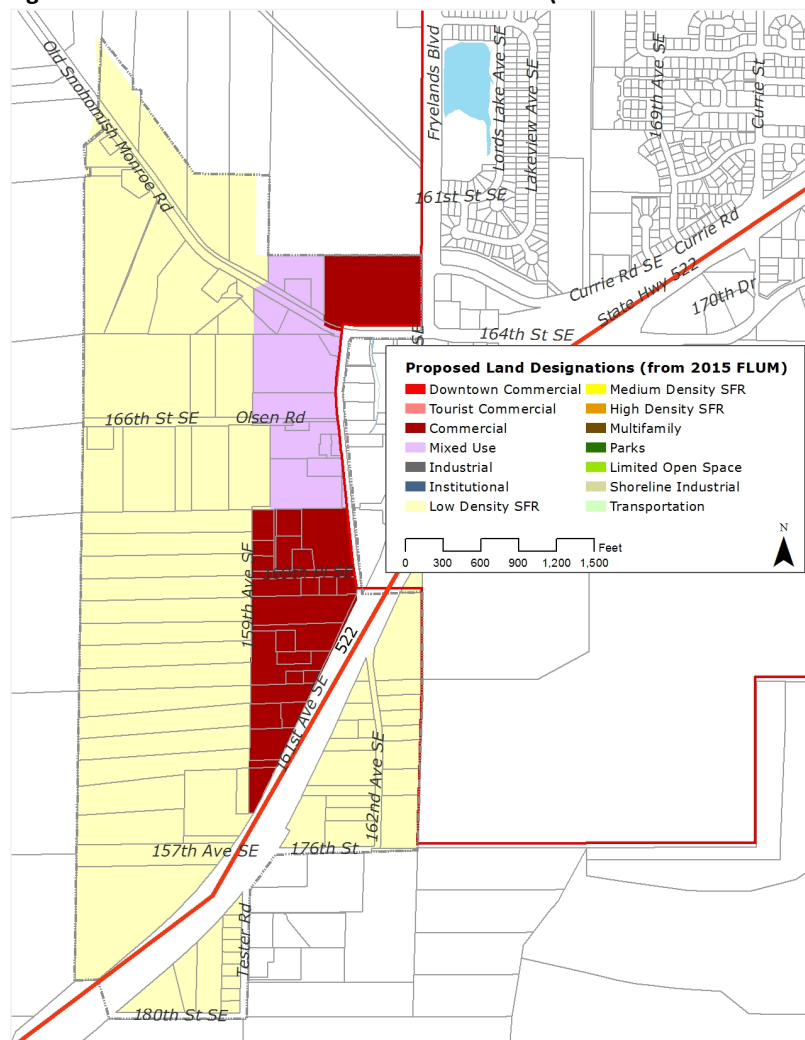 Old Snohomish Monroe Rd
Fryelands Blvd
Lords Lake Ave SE
Lakeview Ave SE
169th Ave SE
Currie St
161st St SE
Currie Rd
Currie Rd SE
State Hwy 522
170th Dr
164th St SE
SE
166th St SE
Olsen Rd
Proposed Land Designations (from 2015 FLUM)
Downtown Commercial
Medium Density SFR
Tourist Commercial
High Density SFR
Commercial
Multifamily
Mixed Use
Parks
Industrial
Limited Open Space
Institutional
Shoreline Industrial
Low Density SFR
Transportation
Feet
0 300 600 900 1,200 1,500
N
159th Ave SE
522
161st Ave SE
162nd Ave SE
157th Ave SE
176th St
Tester Rd
180th St SE